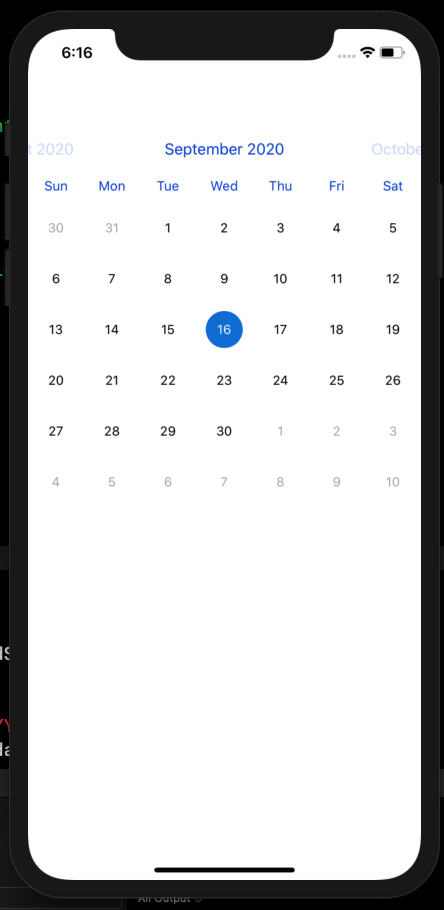 6:16
t 2020 September 2020 Octobe
Sun Mon Tue Wed Thu Fri Sat
30 31 1 2 3 4 5
6 7 8 9 10 11 12
13 14 15 16 17 18 19
20 21 22 23 24 25 26
27 28 29 30 1 2 3
4 5 6 7 8 9 10
All Output